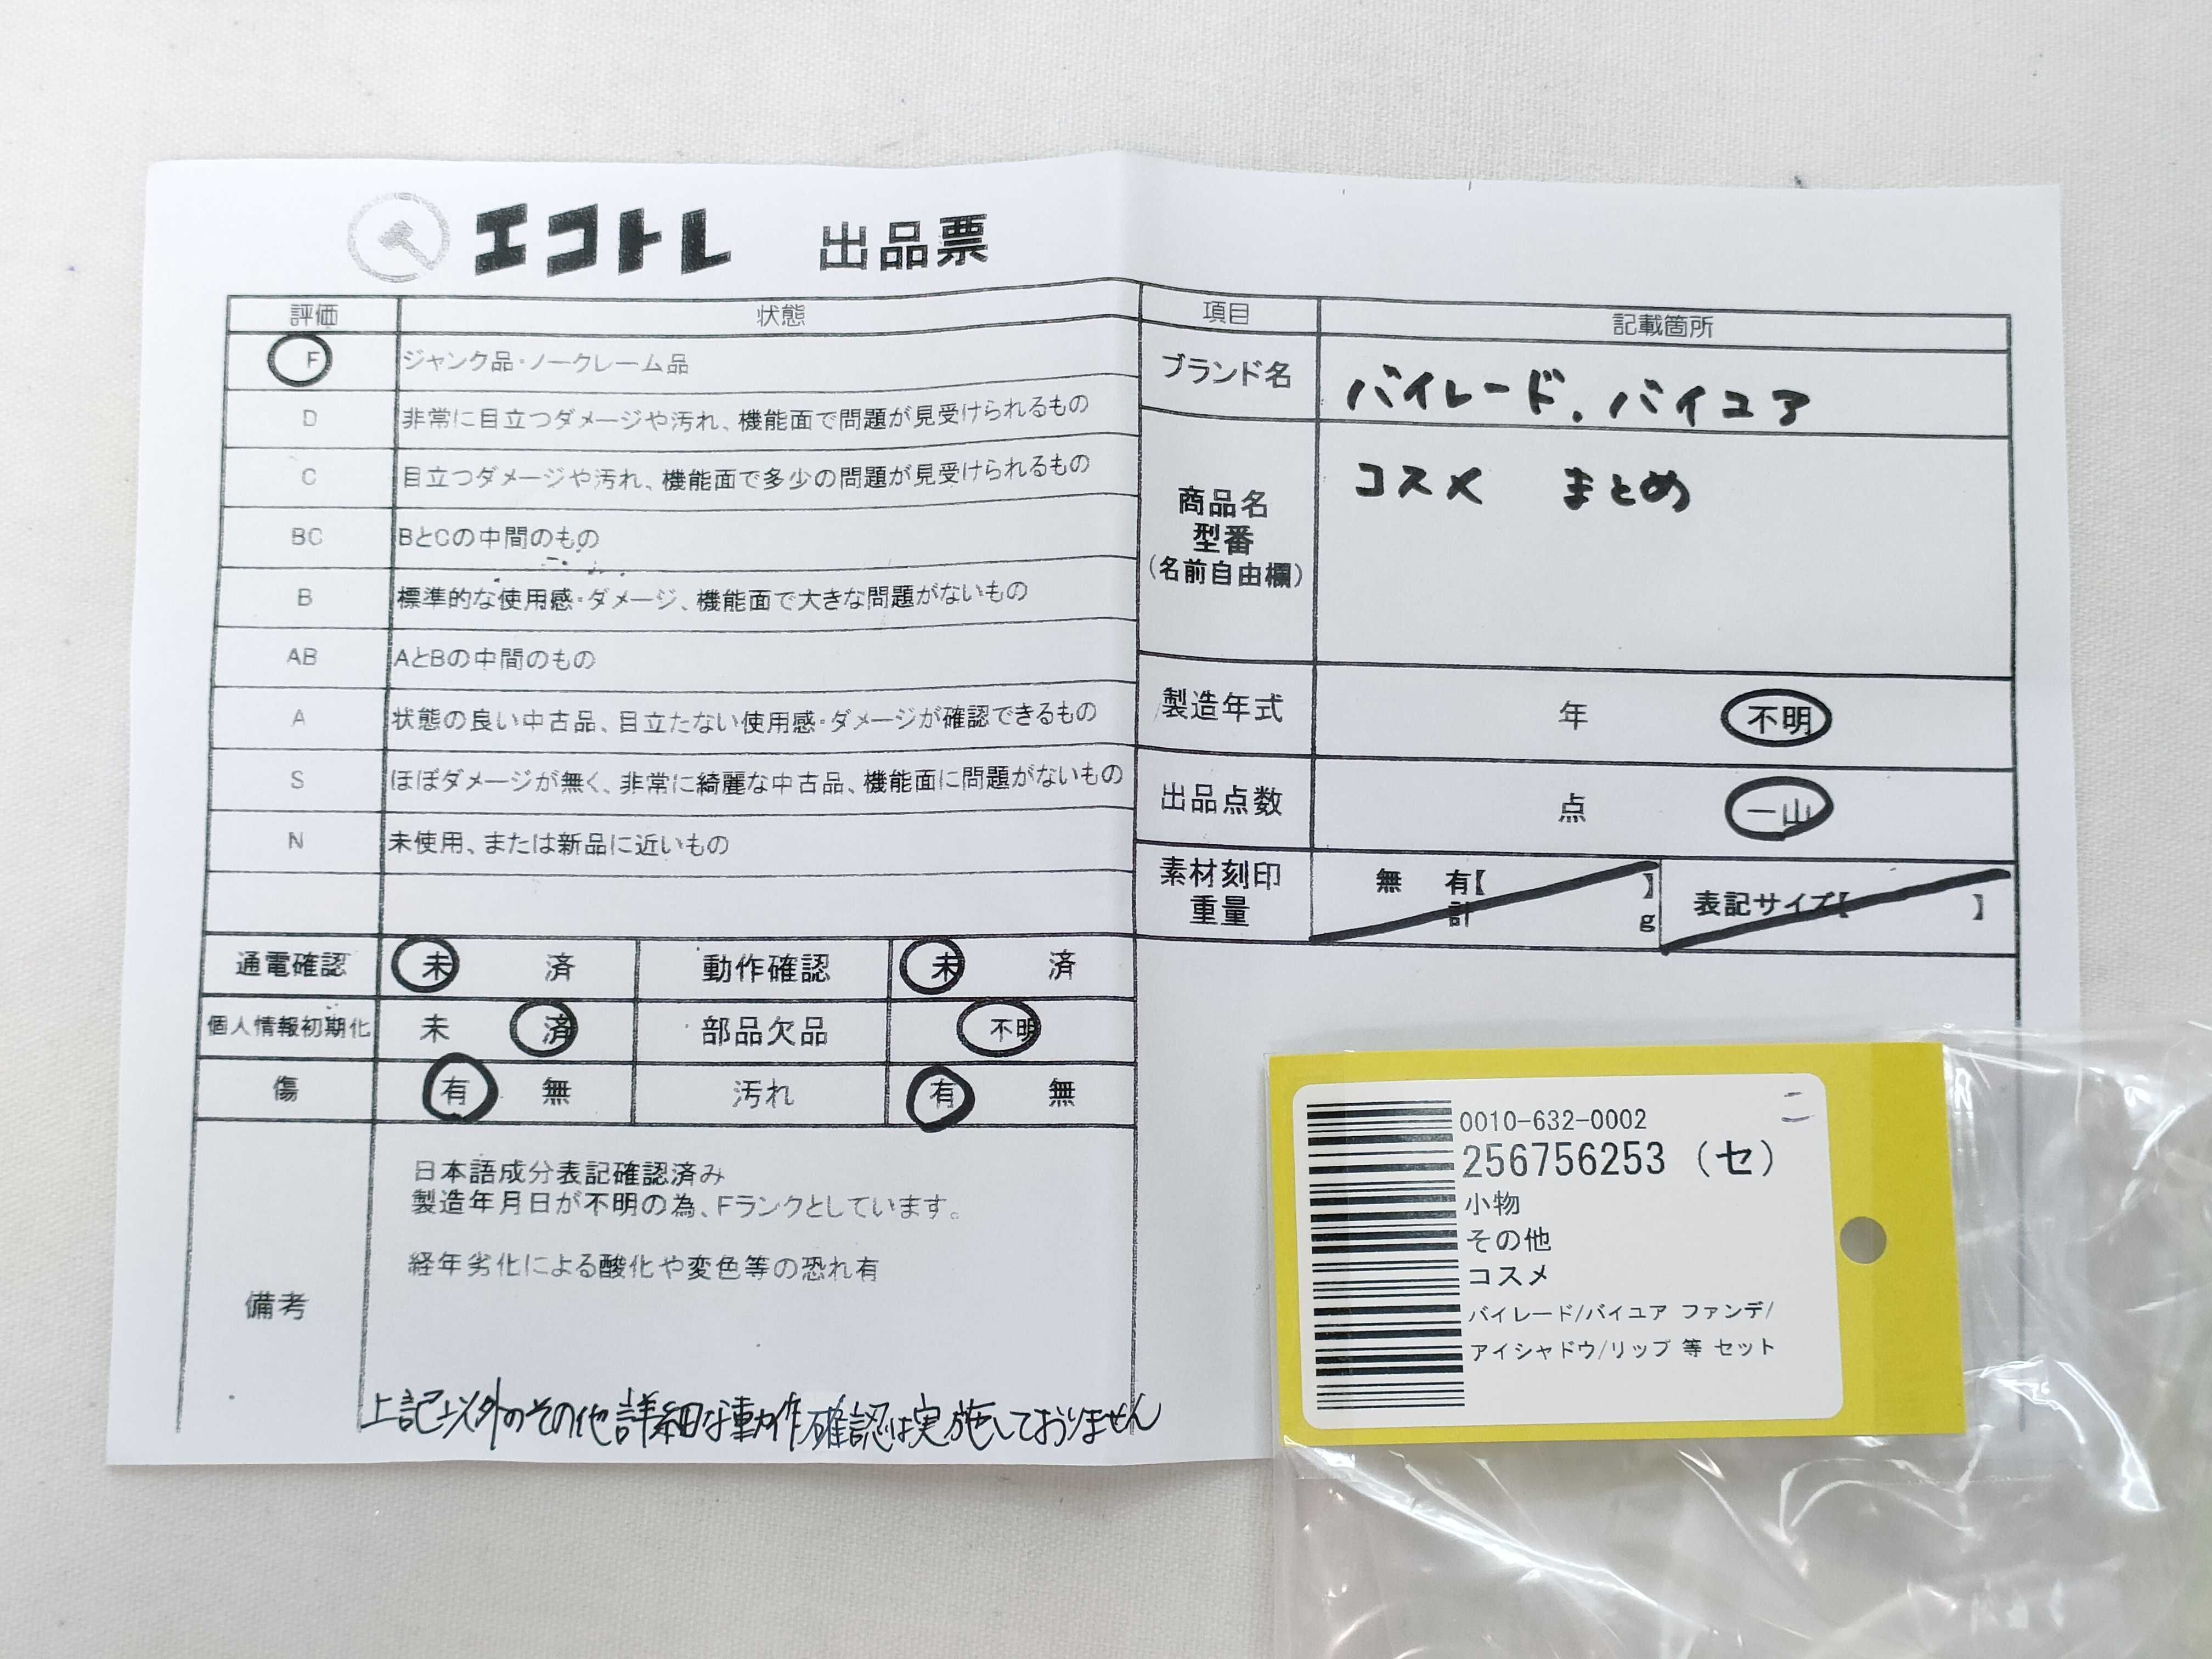 エコトレ 出品票
評価 状態
F ジャンク品・ノークレーム品
D 非常に目立つダメージや汚れ、機能面で問題が見受けられるもの
C 目立つダメージや汚れ、機能面で多少の問題が見受けられるもの
BC BとCの中間のもの
B 標準的な使用感・ダメージ、機能面で大きな問題がないもの
AB AとBの中間のもの
A 状態の良い中古品、目立たない使用感・ダメージが確認できるもの
S ほぼダメージが無く、非常に綺麗な中古品、機能面に問題がないもの
N 未使用、または新品に近いもの
通電確認 未 済 動作確認 未 済
個人情報初期化 未 済 部品欠品 不明
傷 有 無 汚れ 有 無
備考
日本語成分表記確認済み
製造年月日が不明の為、Fランクとしています。
経年劣化による酸化や変色等の恐れ有
上記以外のその他詳細な動作確認は実施しておりません
項目 記載箇所
ブランド名 バイレード、バイユア
商品名
型番
(名前自由欄)
コスメ まとめ
製造年式 年 不明
出品点数 点 一山
素材刻印
重量
無 有【 】
計 g
表記サイズ【 】
0010-632-0002
256756253 (セ)
小物
その他
コスメ
バイレード/バイユア ファンデ/
アイシャドウ/リップ 等 セット